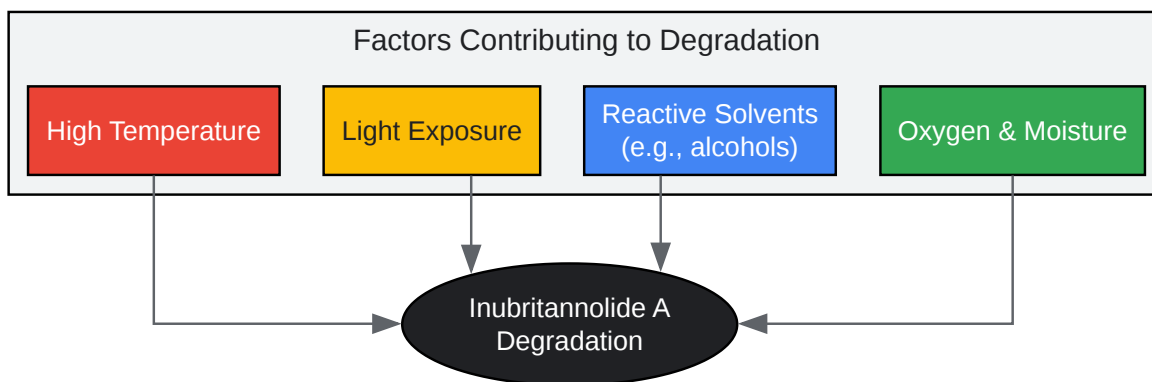 Factors Contributing to Degradation
High Temperature
Light Exposure
Reactive Solvents
(e.g., alcohols)
Oxygen & Moisture
Inubritannolide A
Degradation